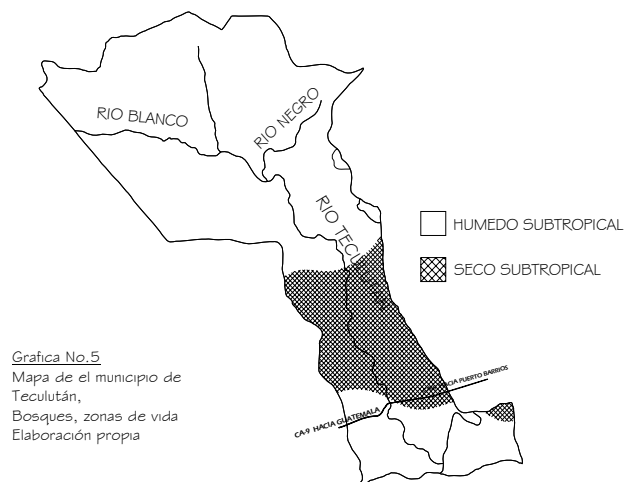 RIO BLANCO
RIO NEGRO
RIO TECULUTAN
HUMEDO SUBTROPICAL
SECO SUBTROPICAL
Grafica No.5
Mapa de el municipio de
Teculután,
Bosques, zonas de vida
Elaboración propia
HACIA PUERTO BARRIOS
CA-9 HACIA GUATEMALA